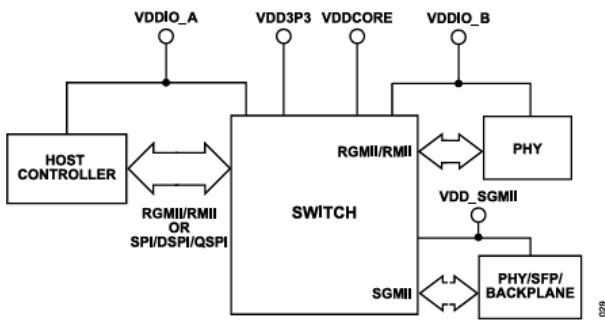 VDDIO_A
VDD3P3
VDDCORE
VDDIO_B
HOST
CONTROLLER
RGMII/RMII
OR
SPI/DSPI/QSPI
SWITCH
RGMII/RMII
PHY
VDD_SGMII
SGMII
PHY/SFP/
BACKPLANE
029